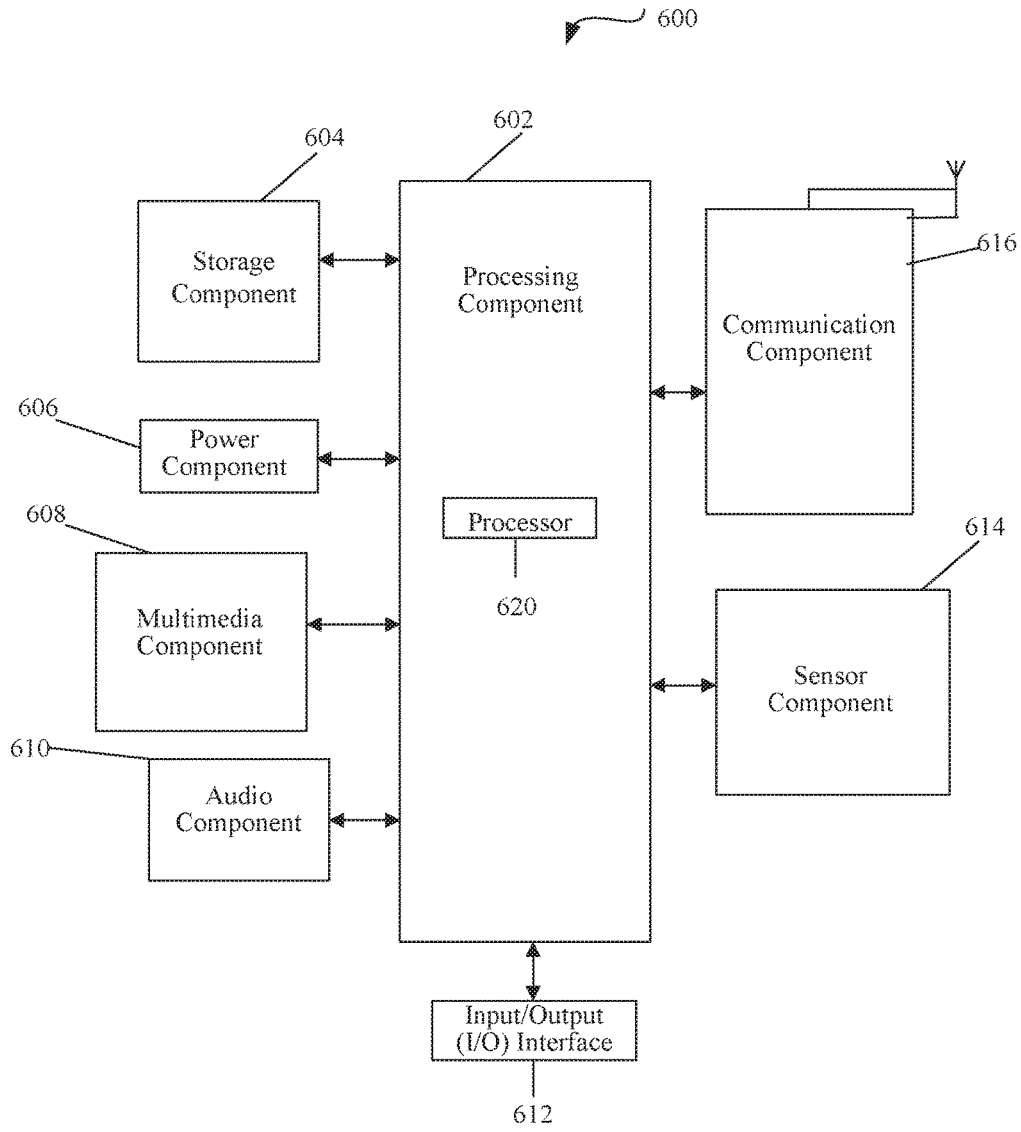 600
602
604
Storage
Component
Processing
Component
616
Communication
Component
606
Power
Component
Processor
620
608
Multimedia
Component
614
Sensor
Component
610
Audio
Component
Input/Output
(I/O) Interface
612